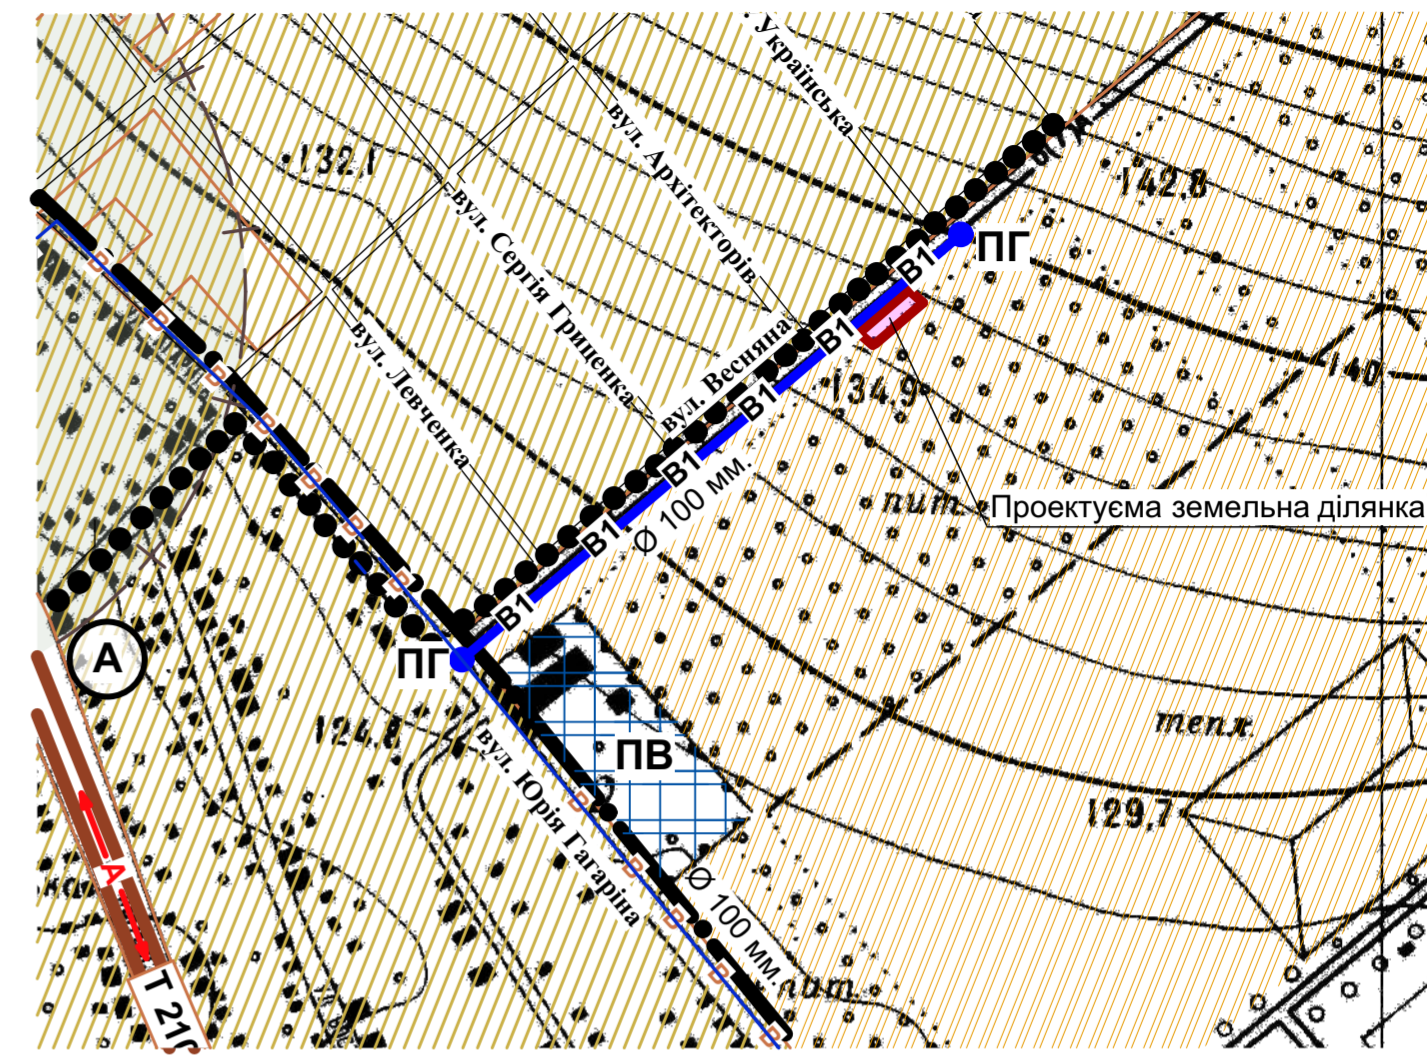 Українська
132,1
вул. Архітекторів
142,8
вул. Сергія Гриценка
ПГ
В1
вул. Левченка
вул. Весняна
В1
140
134,9
В1
В1
Ø 100 мм.
пит.
Проектуєма земельна ділянка
В1
В1
А
ПГ
124,8
тепл.
ПВ
129,7
вул. Юрія Гагаріна
А
Ø 100 мм.
пит.